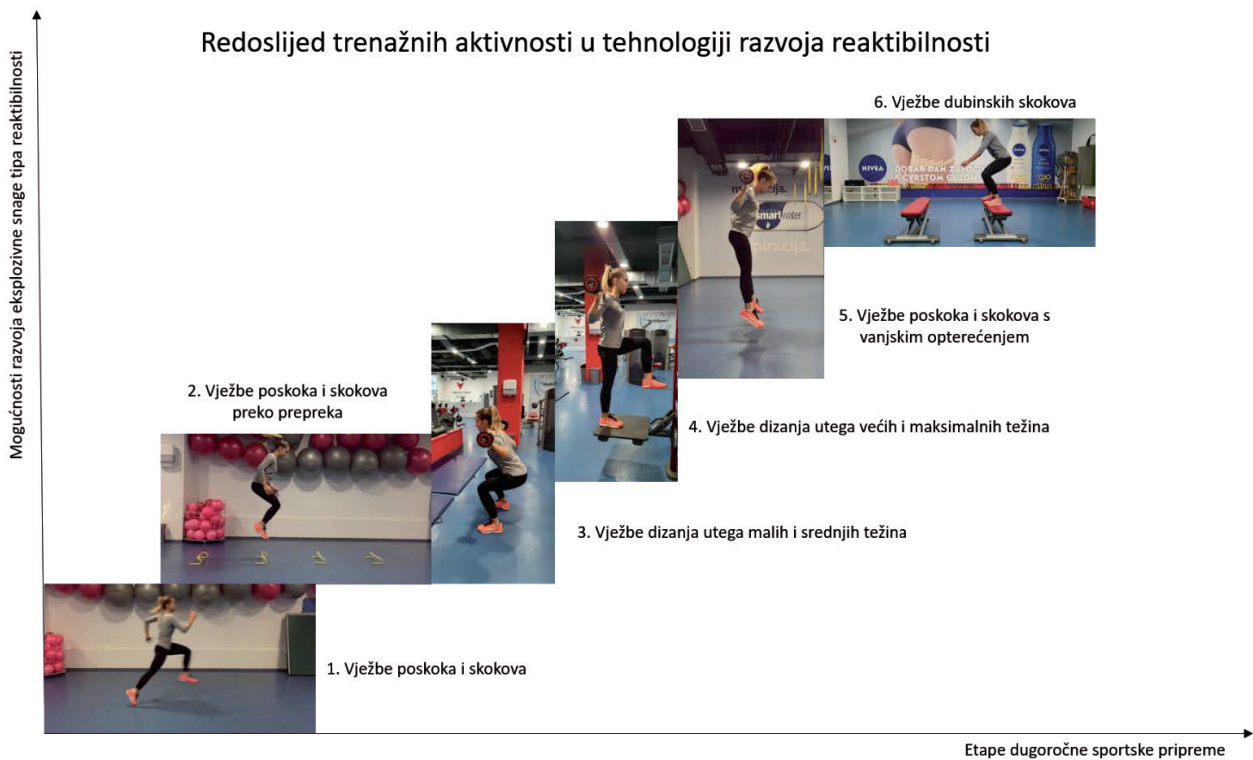 Redoslijed trenažnih aktivnosti u tehnologiji razvoja reaktibilnosti
Mogućnosti razvoja eksplozivne snage tipa reaktibilnosti
6. Vježbe dubinskih skokova
NIVEA
DOBAR DAN ZAPOČ
ČVRSTOM GUZOM
smartwater
piracija.
5. Vježbe poskoka i skokova s
vanjskim opterećenjem
2. Vježbe poskoka i skokova
preko prepreka
4. Vježbe dizanja utega većih i maksimalnih težina
3. Vježbe dizanja utega malih i srednjih težina
1. Vježbe poskoka i skokova
Etape dugoročne sportske pripreme